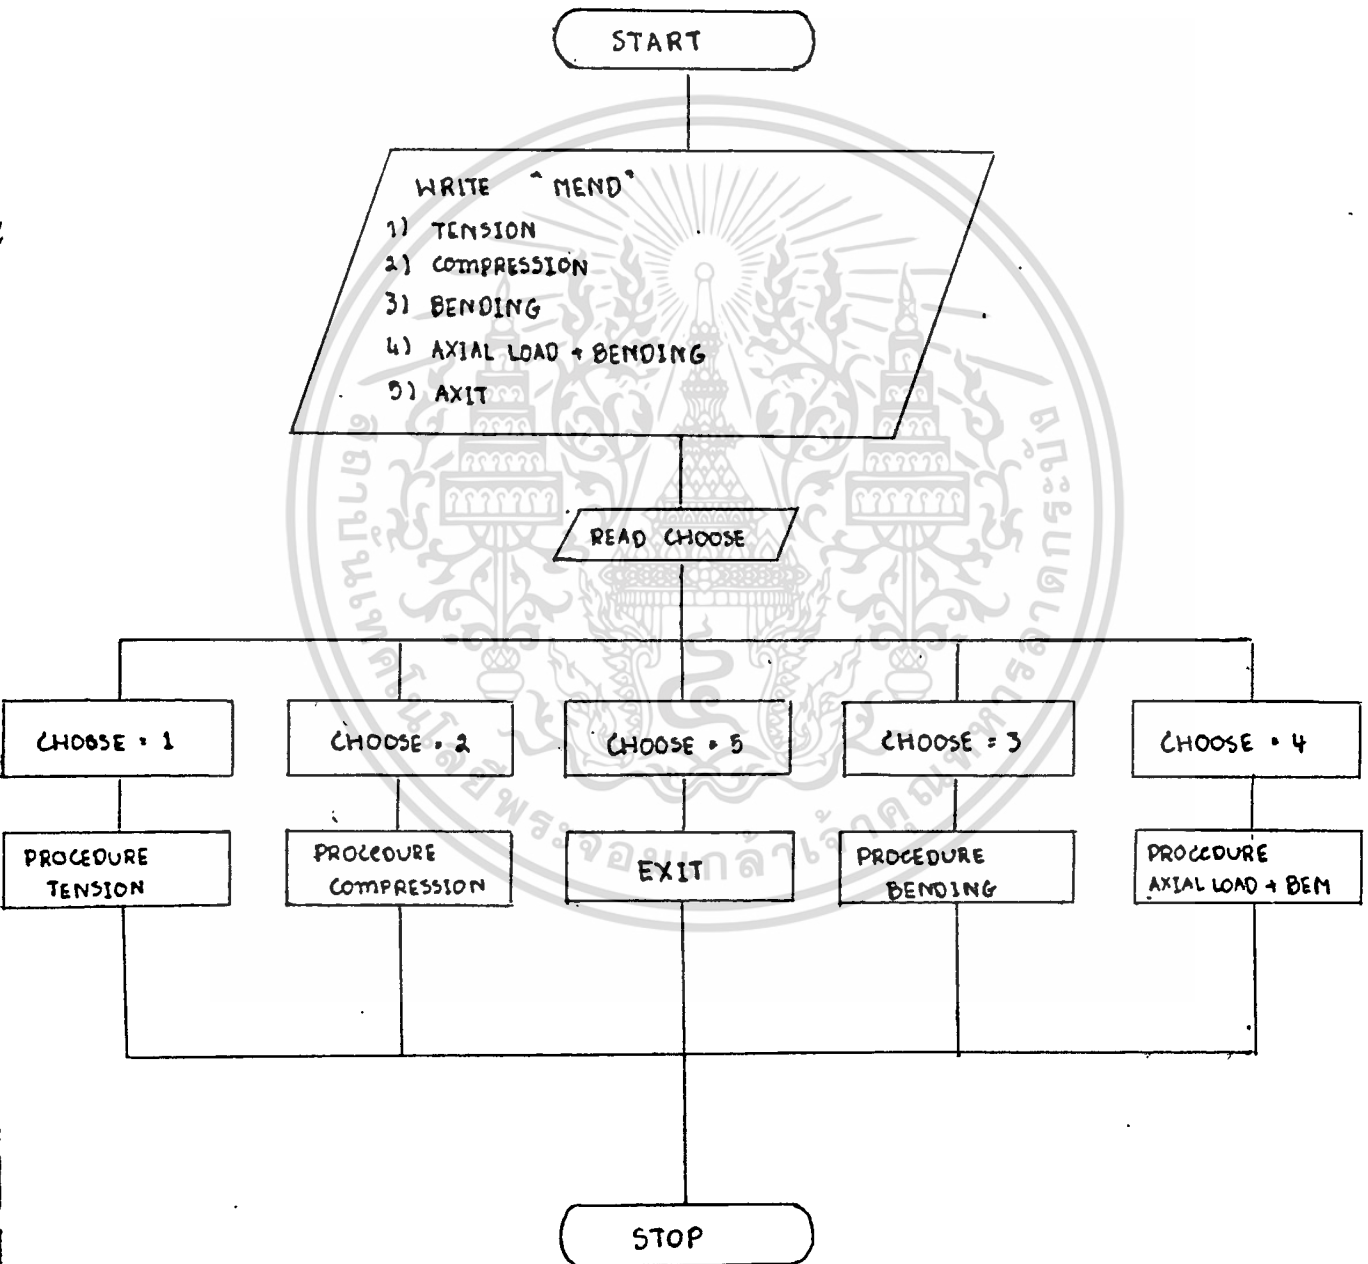 START
WRITE "MEND"
1) TENSION
2) COMPRESSION
3) BENDING
4) AXIAL LOAD + BENDING
5) AXIT
READ CHOOSE
CHOOSE = 1
CHOOSE = 2
CHOOSE = 5
CHOOSE = 3
CHOOSE = 4
PROCEDURE
TENSION
PROCEDURE
COMPRESSION
EXIT
PROCEDURE
BENDING
PROCEDURE
AXIAL LOAD + BEM
STOP